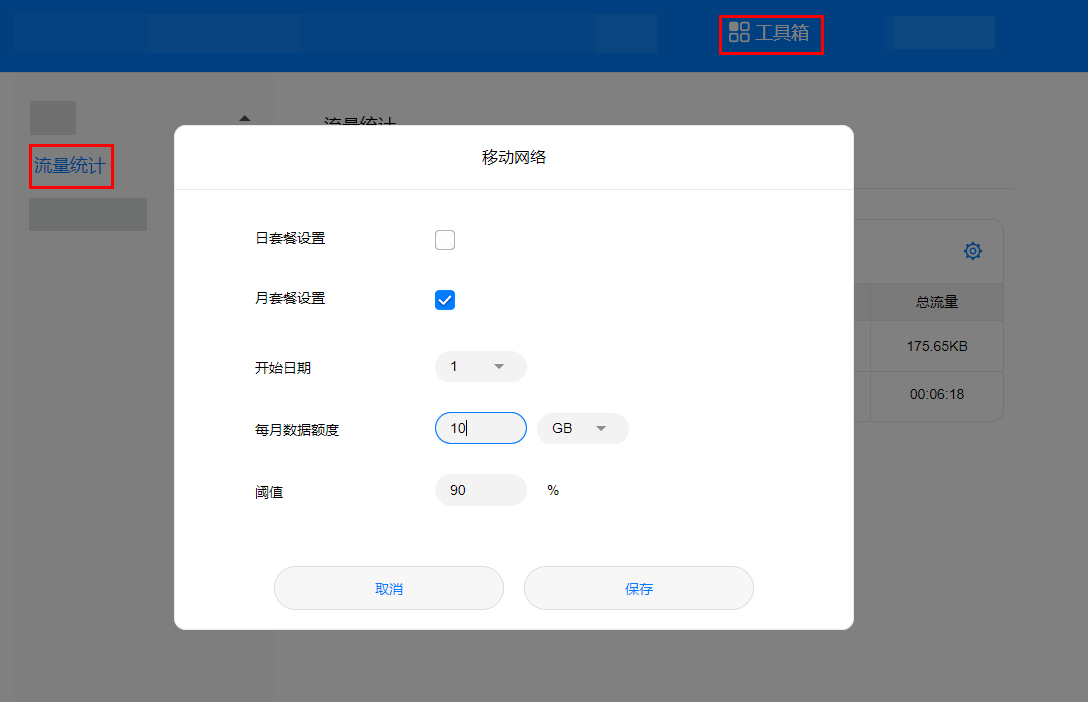 工具箱
流量统计
流量统计
移动网络
日套餐设置
月套餐设置
开始日期 1
每月数据额度 10 GB
阈值 90 %
取消 保存
总流量
175.65KB
00:06:18